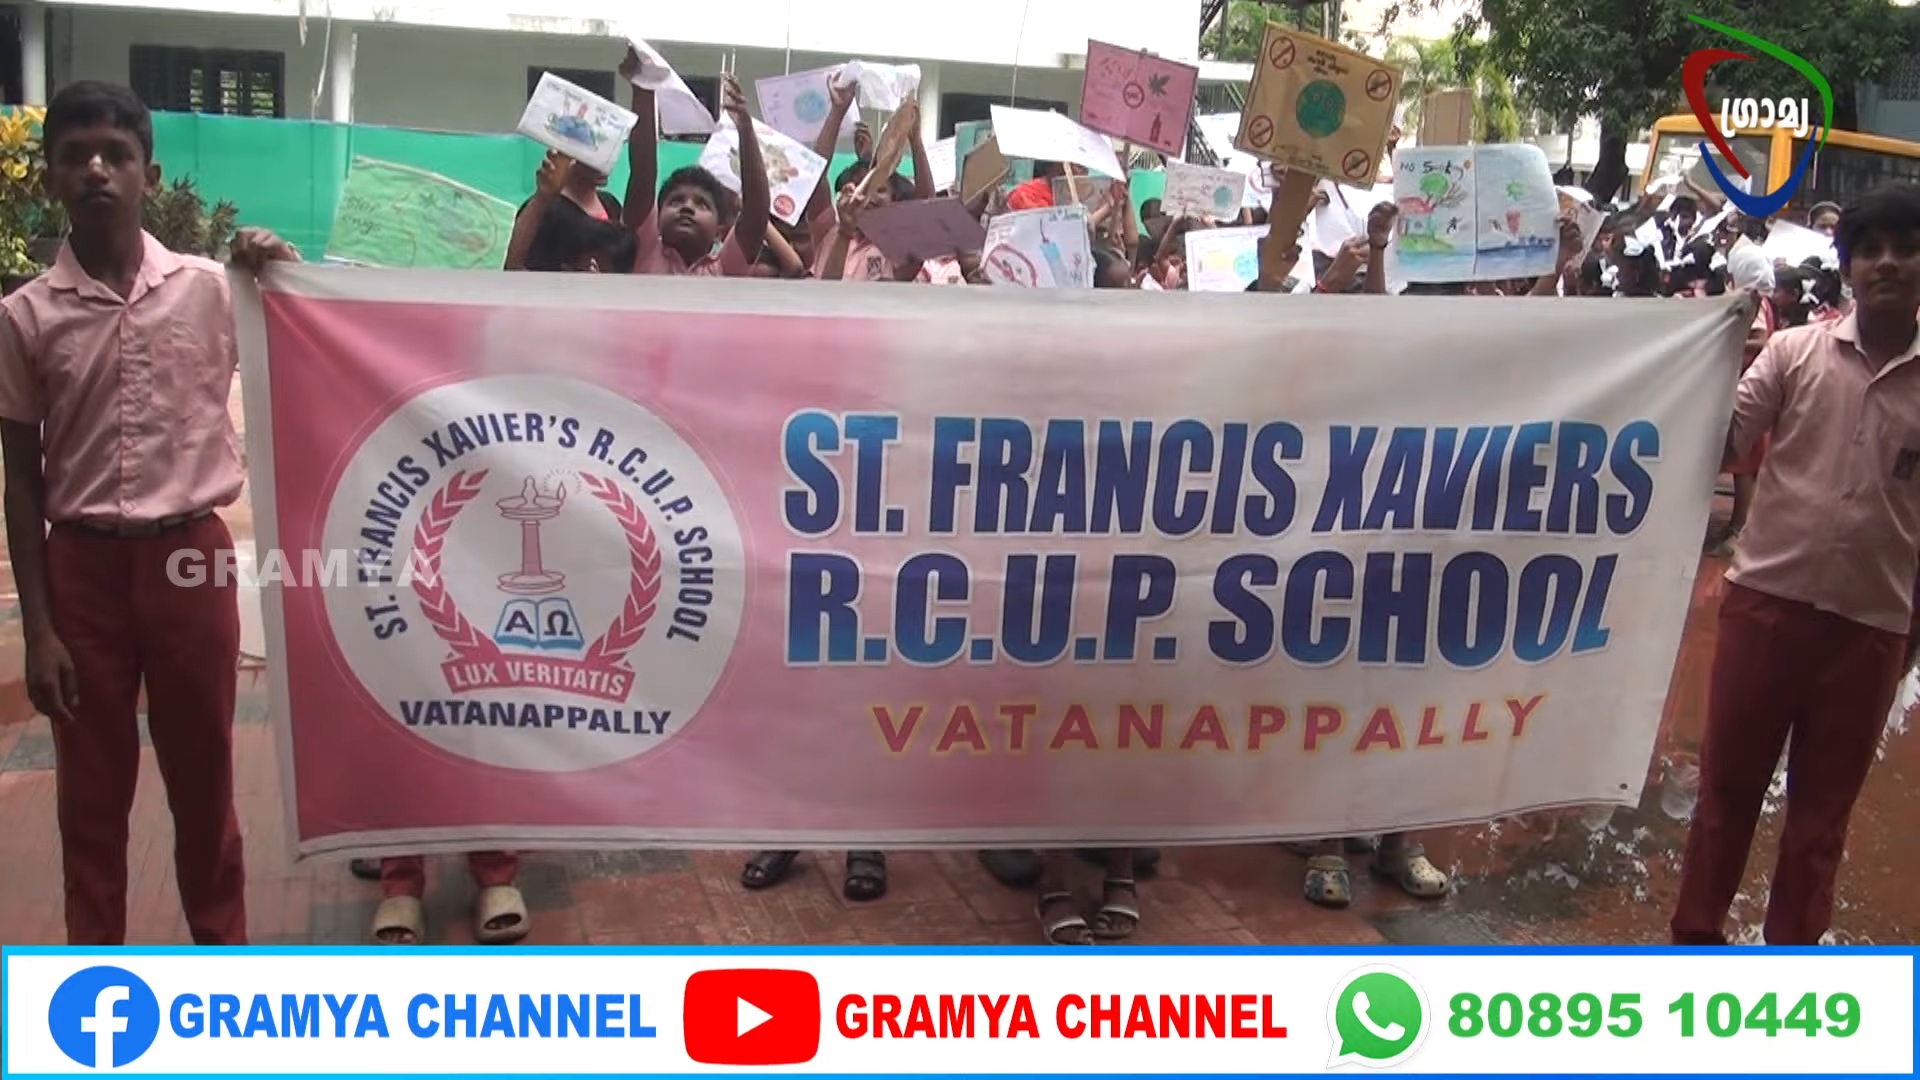 ഗ്രാമ്യ
ST. FRANCIS XAVIER'S R.C.U.P. SCHOOL
Α Ω
LUX VERITATIS
VATANAPPALLY
ST. FRANCIS XAVIERS
R.C.U.P. SCHOOL
VATANAPPALLY
GRAMYA
GRAMYA CHANNEL
GRAMYA CHANNEL
80895 10449